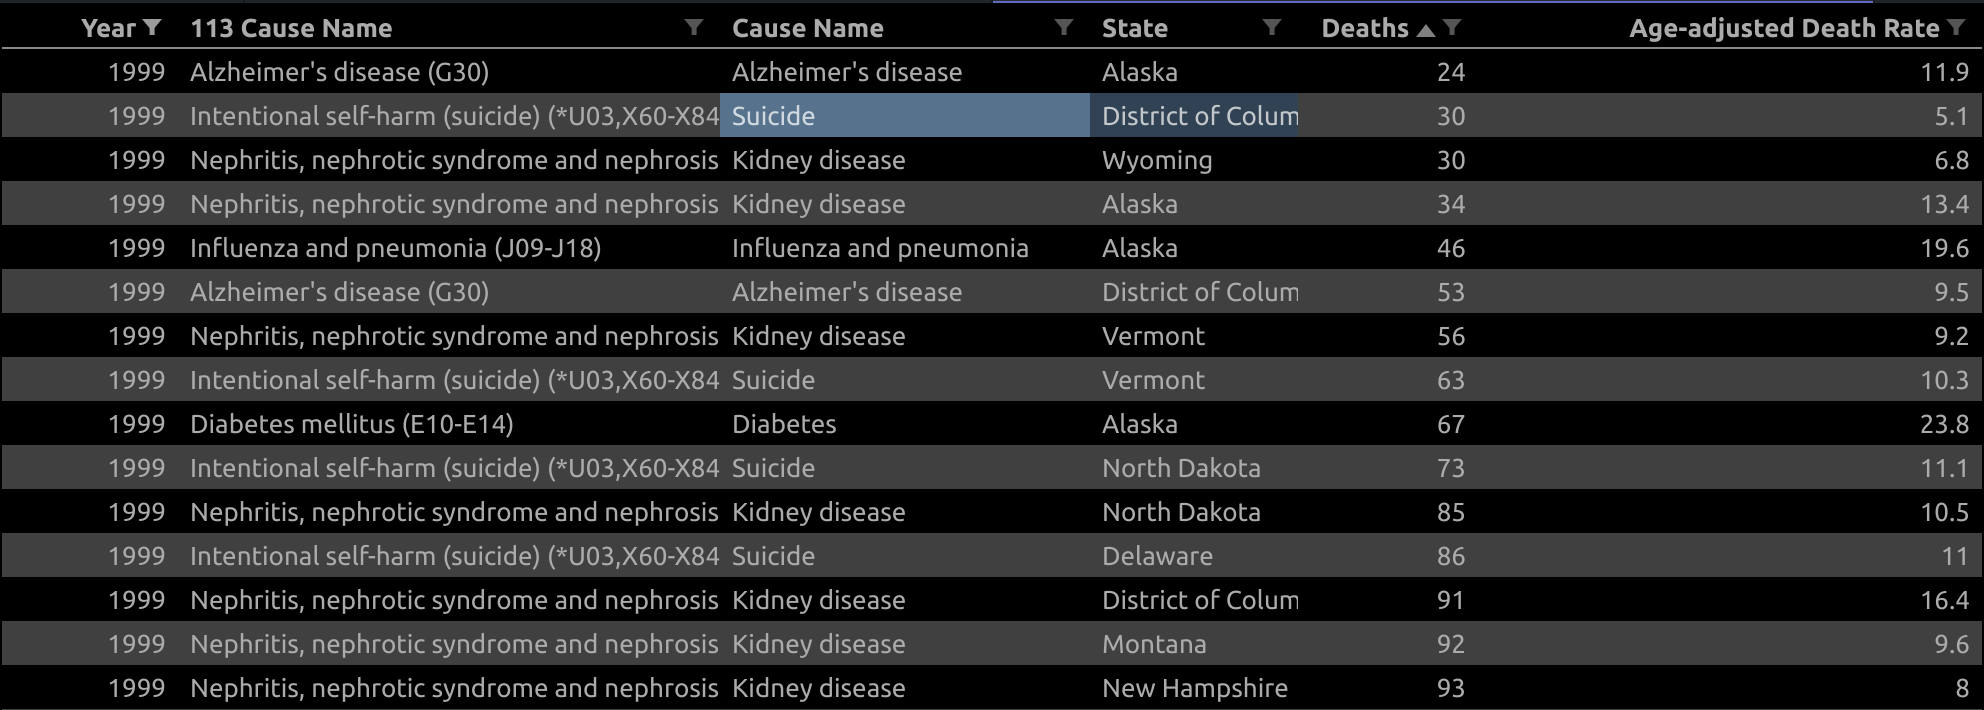 Year 113 Cause Name Cause Name State Deaths Age-adjusted Death Rate
1999 Alzheimer's disease (G30) Alzheimer's disease Alaska 24 11.9
1999 Intentional self-harm (suicide) (*U03,X60-X84 Suicide District of Colum 30 5.1
1999 Nephritis, nephrotic syndrome and nephrosis Kidney disease Wyoming 30 6.8
1999 Nephritis, nephrotic syndrome and nephrosis Kidney disease Alaska 34 13.4
1999 Influenza and pneumonia (J09-J18) Influenza and pneumonia Alaska 46 19.6
1999 Alzheimer's disease (G30) Alzheimer's disease District of Colum 53 9.5
1999 Nephritis, nephrotic syndrome and nephrosis Kidney disease Vermont 56 9.2
1999 Intentional self-harm (suicide) (*U03,X60-X84 Suicide Vermont 63 10.3
1999 Diabetes mellitus (E10-E14) Diabetes Alaska 67 23.8
1999 Intentional self-harm (suicide) (*U03,X60-X84 Suicide North Dakota 73 11.1
1999 Nephritis, nephrotic syndrome and nephrosis Kidney disease North Dakota 85 10.5
1999 Intentional self-harm (suicide) (*U03,X60-X84 Suicide Delaware 86 11
1999 Nephritis, nephrotic syndrome and nephrosis Kidney disease District of Colum 91 16.4
1999 Nephritis, nephrotic syndrome and nephrosis Kidney disease Montana 92 9.6
1999 Nephritis, nephrotic syndrome and nephrosis Kidney disease New Hampshire 93 8